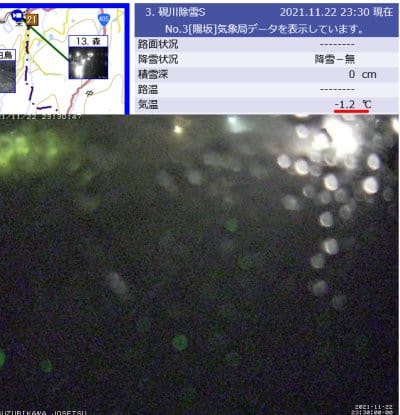 3. 硯川除雪S 2021.11.22 23:30 現在
No.3[陽坂]気象局データを表示しています。
路面状況 --------
降雪状況 降雪－無
積雪深 0 cm
路温 --------
気温 -1.2 ℃
405
21
13. 森
1/11/22 23:30:47
SUZURIKAWA JOSETSU
2021-11-22
23:30:00-00